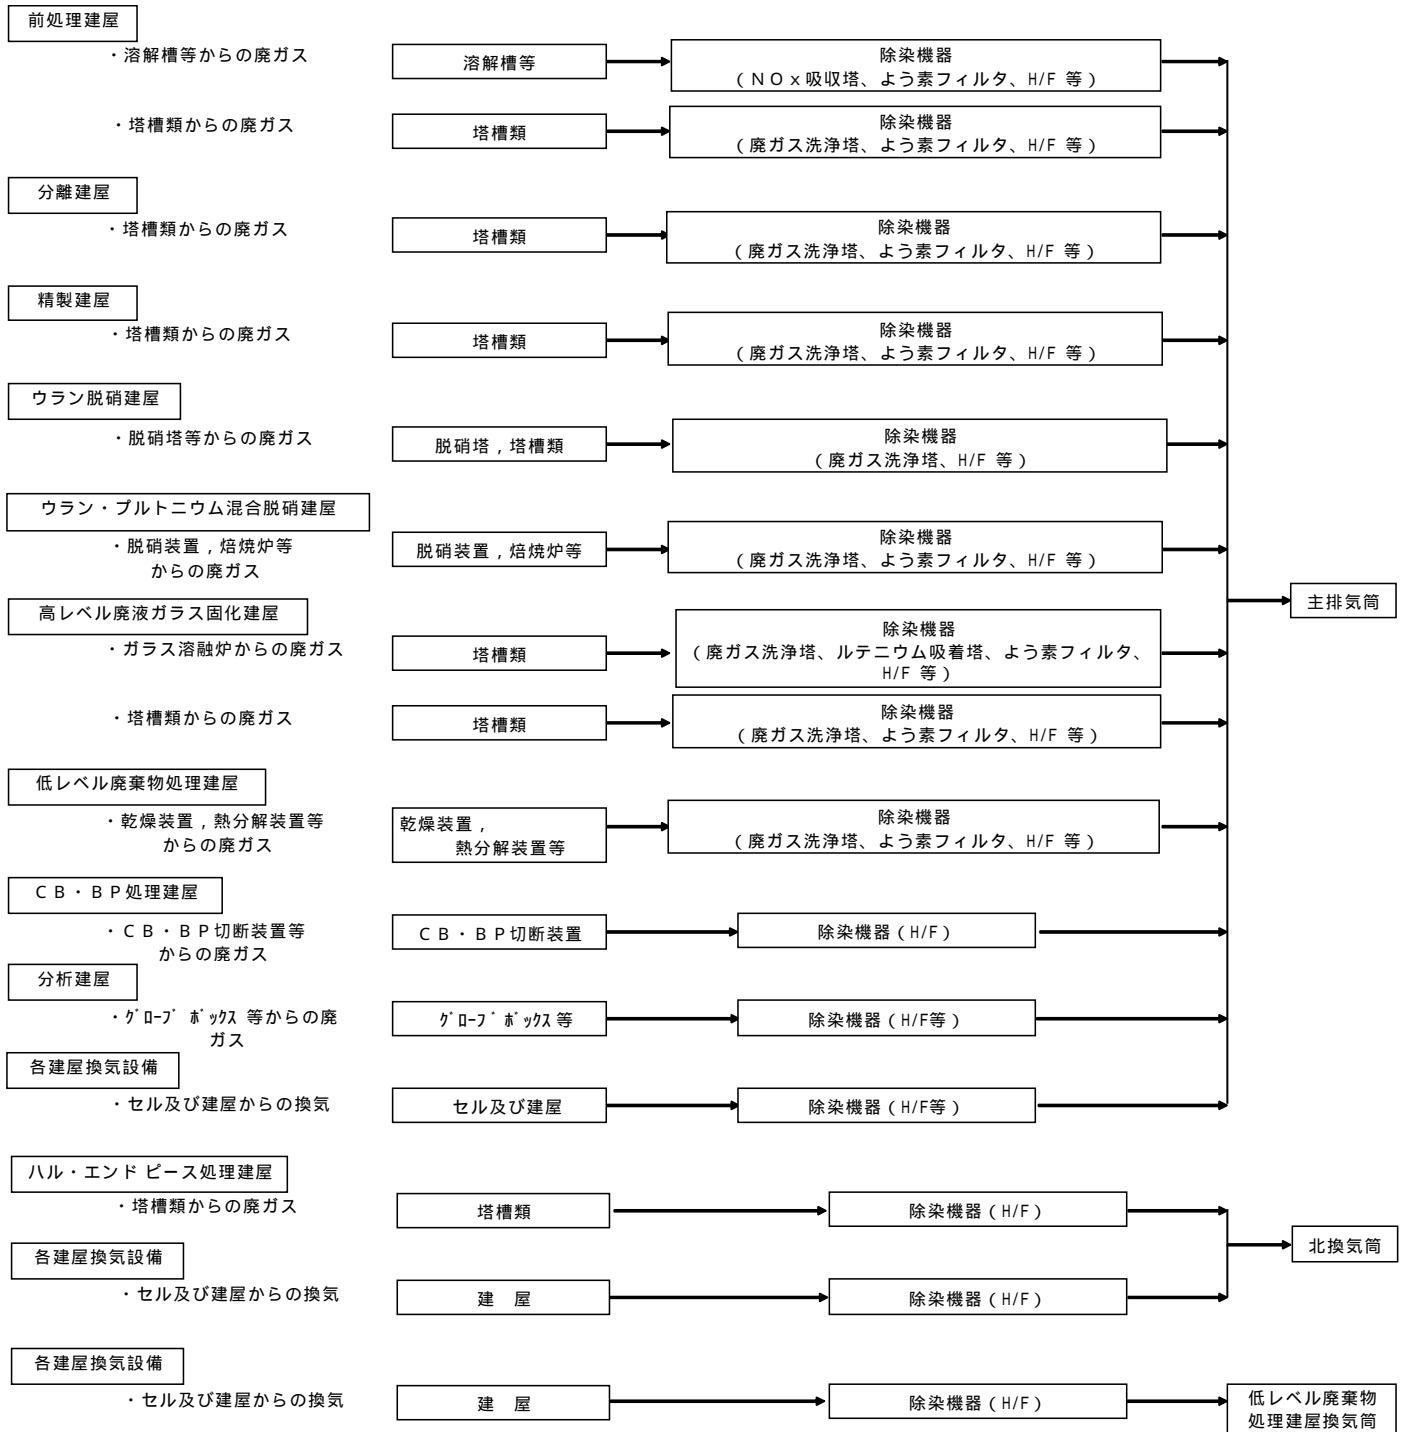 前処理建屋
・溶解槽等からの廃ガス
溶解槽等
除染機器
（ＮＯｘ吸収塔、よう素フィルタ、H/F 等）
・塔槽類からの廃ガス
塔槽類
除染機器
（廃ガス洗浄塔、よう素フィルタ、H/F 等）
分離建屋
・塔槽類からの廃ガス
塔槽類
除染機器
（廃ガス洗浄塔、よう素フィルタ、H/F 等）
精製建屋
・塔槽類からの廃ガス
塔槽類
除染機器
（廃ガス洗浄塔、よう素フィルタ、H/F 等）
ウラン脱硝建屋
・脱硝塔等からの廃ガス
脱硝塔，塔槽類
除染機器
（廃ガス洗浄塔、H/F 等）
ウラン・プルトニウム混合脱硝建屋
・脱硝装置，焙焼炉等
からの廃ガス
脱硝装置，焙焼炉等
除染機器
（廃ガス洗浄塔、よう素フィルタ、H/F 等）
主排気筒
高レベル廃液ガラス固化建屋
・ガラス溶融炉からの廃ガス
塔槽類
除染機器
（廃ガス洗浄塔、ルテニウム吸着塔、よう素フィルタ、
H/F 等）
・塔槽類からの廃ガス
塔槽類
除染機器
（廃ガス洗浄塔、よう素フィルタ、H/F 等）
低レベル廃棄物処理建屋
・乾燥装置，熱分解装置等
からの廃ガス
乾燥装置，
熱分解装置等
除染機器
（廃ガス洗浄塔、よう素フィルタ、H/F 等）
ＣＢ・ＢＰ処理建屋
・ＣＢ・ＢＰ切断装置等
からの廃ガス
ＣＢ・ＢＰ切断装置
除染機器（H/F）
分析建屋
・ｸﾞﾛｰﾌﾞﾎﾞｯｸｽ 等からの廃
ガス
ｸﾞﾛｰﾌﾞﾎﾞｯｸｽ 等
除染機器（H/F等）
各建屋換気設備
・セル及び建屋からの換気
セル及び建屋
除染機器（H/F等）
ハル・エンド ピース処理建屋
・塔槽類からの廃ガス
塔槽類
除染機器（H/F）
北換気筒
各建屋換気設備
・セル及び建屋からの換気
建　屋
除染機器（H/F）
各建屋換気設備
・セル及び建屋からの換気
建　屋
除染機器（H/F）
低レベル廃棄物
処理建屋換気筒